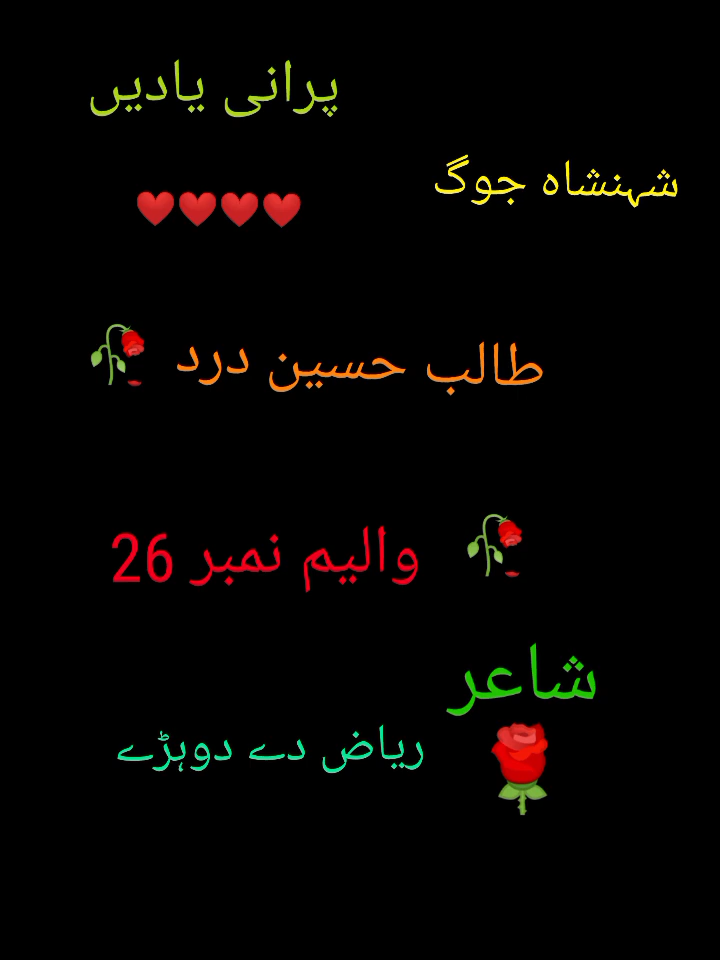 پرانی یادیں
شہنشاہ جوگ
❤️❤️❤️❤️
طالب حسین درد 🥀
🥀 والیم نمبر 26
شاعر
🌹 ریاض دے دوہڑے